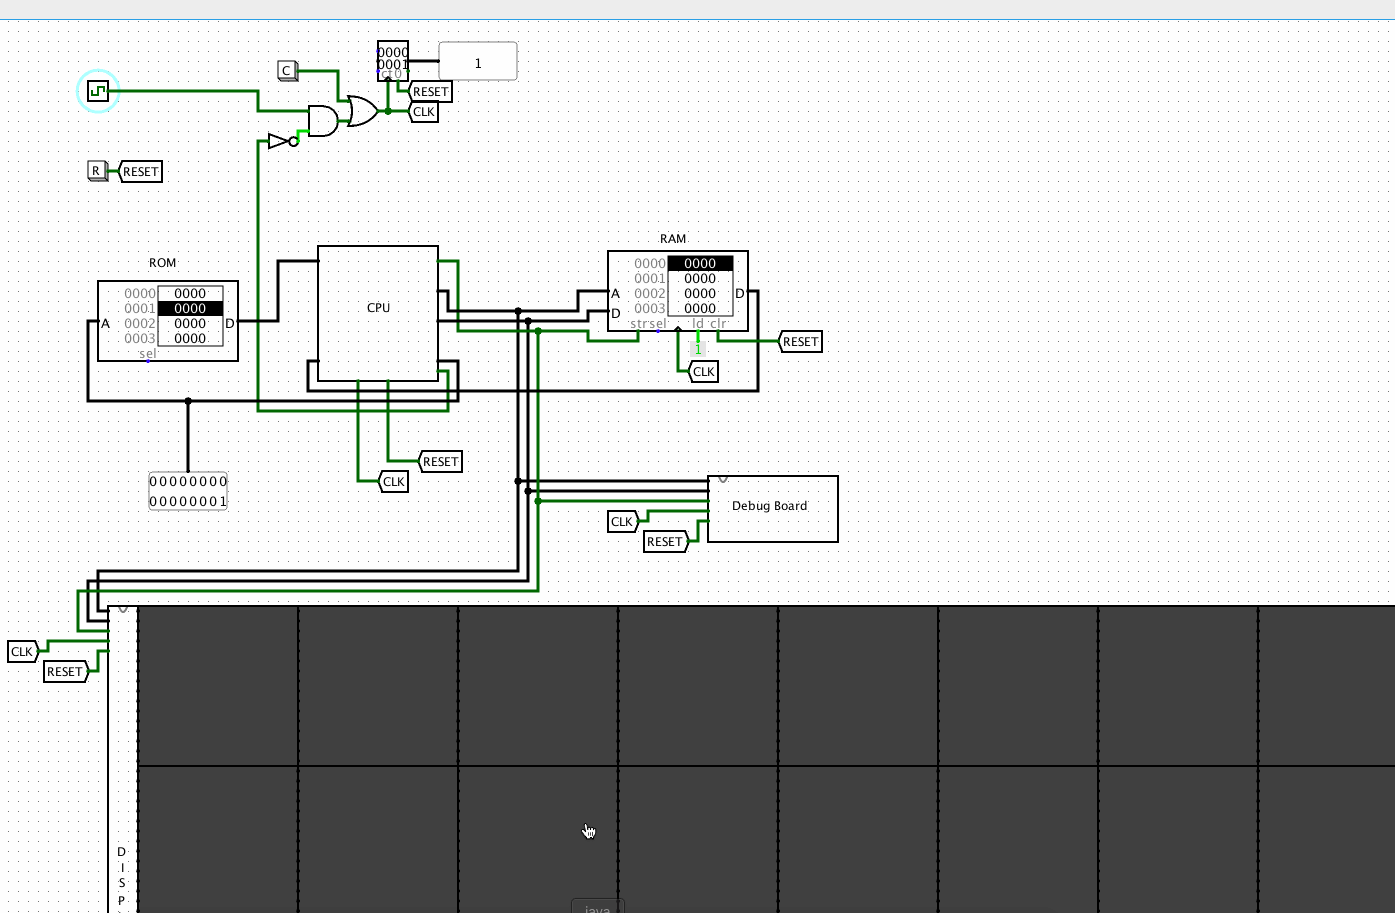 0000
0001
ct0
1
C
RESET
CLK
R
RESET
RAM
ROM
0000 0000
0001 0000
0002 0000
0003 0000
A
D
strsel
ld
clr
D
1
RESET
CLK
0000 0000
0001 0000
0002 0000
0003 0000
A
D
sel
CPU
RESET
CLK
00000000
00000001
Debug Board
CLK
RESET
CLK
RESET
D
I
S
P
java